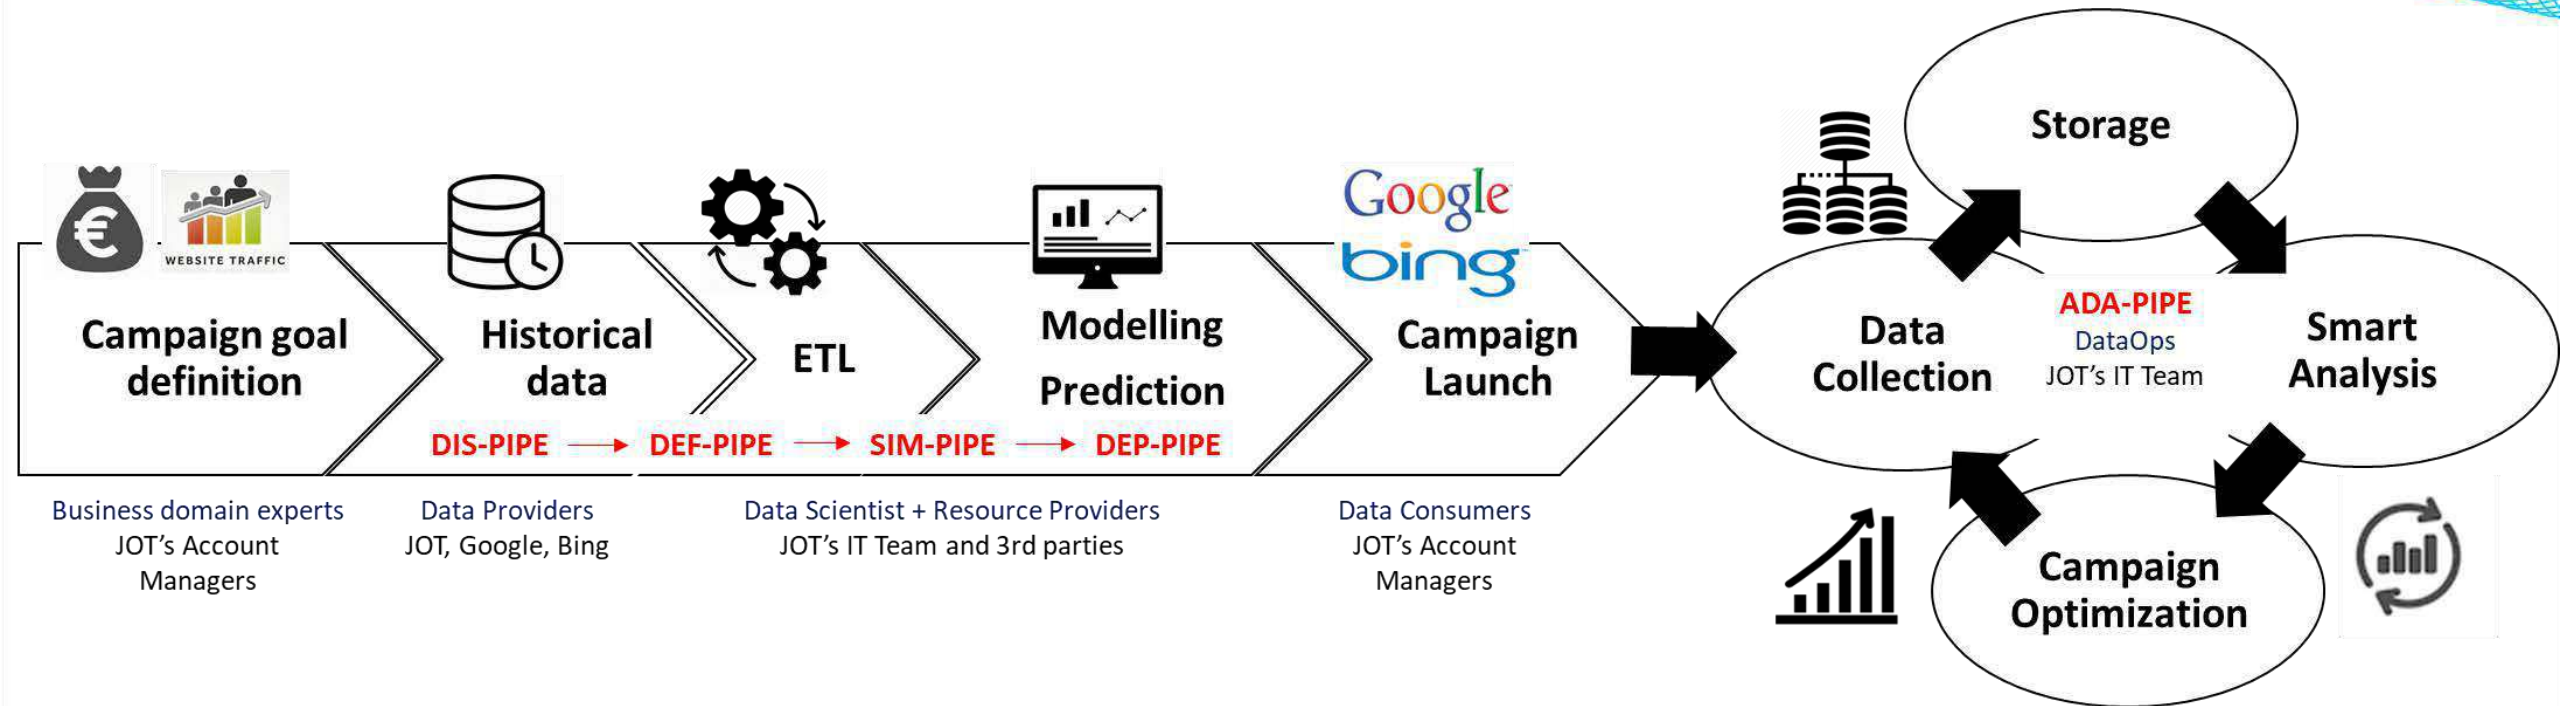 WEBSITE TRAFFIC
Campaign goal
definition
Business domain experts
JOT's Account
Managers
Historical
data
Data Providers
JOT, Google, Bing
ETL
Modelling
Prediction
DIS-PIPE
DEF-PIPE
SIM-PIPE
DEP-PIPE
Data Scientist + Resource Providers
JOT's IT Team and 3rd parties
Google
bing
Campaign
Launch
Data Consumers
JOT's Account
Managers
Data
Collection
Storage
ADA-PIPE
DataOps
JOT's IT Team
Smart
Analysis
Campaign
Optimization